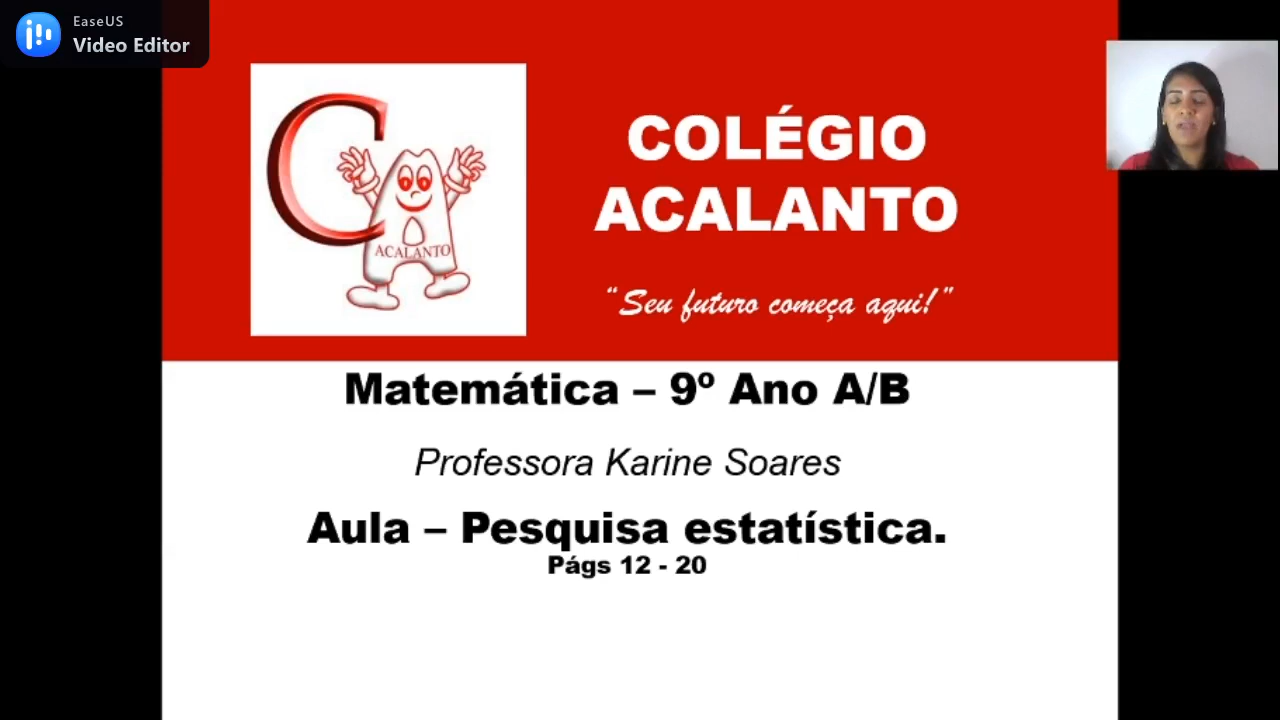 EaseUS
Video Editor
C
ACALANTO
COLÉGIO
ACALANTO
“Seu futuro começa aqui!”
Matemática – 9º Ano A/B
Professora Karine Soares
Aula – Pesquisa estatística.
Págs 12 - 20